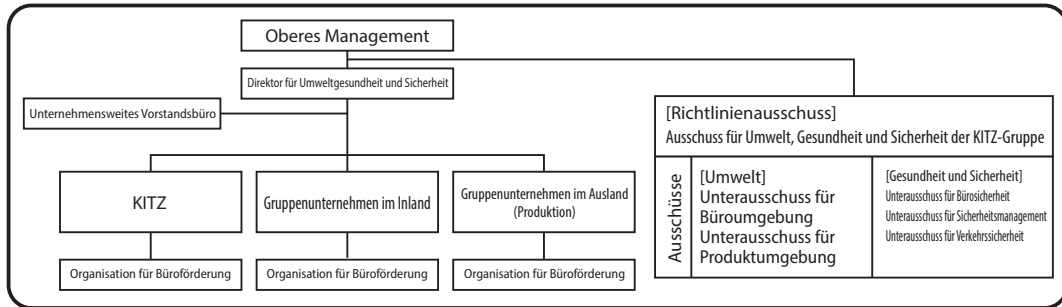 Oberes Management
Direktor für Umweltgesundheit und Sicherheit
Unternehmensweites Vorstandsbüro
KITZ
Gruppenunternehmen im Inland
Gruppenunternehmen im Ausland
(Produktion)
Organisation für Büroförderung
Organisation für Büroförderung
Organisation für Büroförderung
[Richtlinienausschuss]
Ausschuss für Umwelt, Gesundheit und Sicherheit der KITZ-Gruppe
Ausschüsse
[Umwelt]
Unterausschuss für
Büroumgebung
Unterausschuss für
Produktumgebung
[Gesundheit und Sicherheit]
Unterausschuss für Bürosicherheit
Unterausschuss für Sicherheitsmanagement
Unterausschuss für Verkehrssicherheit